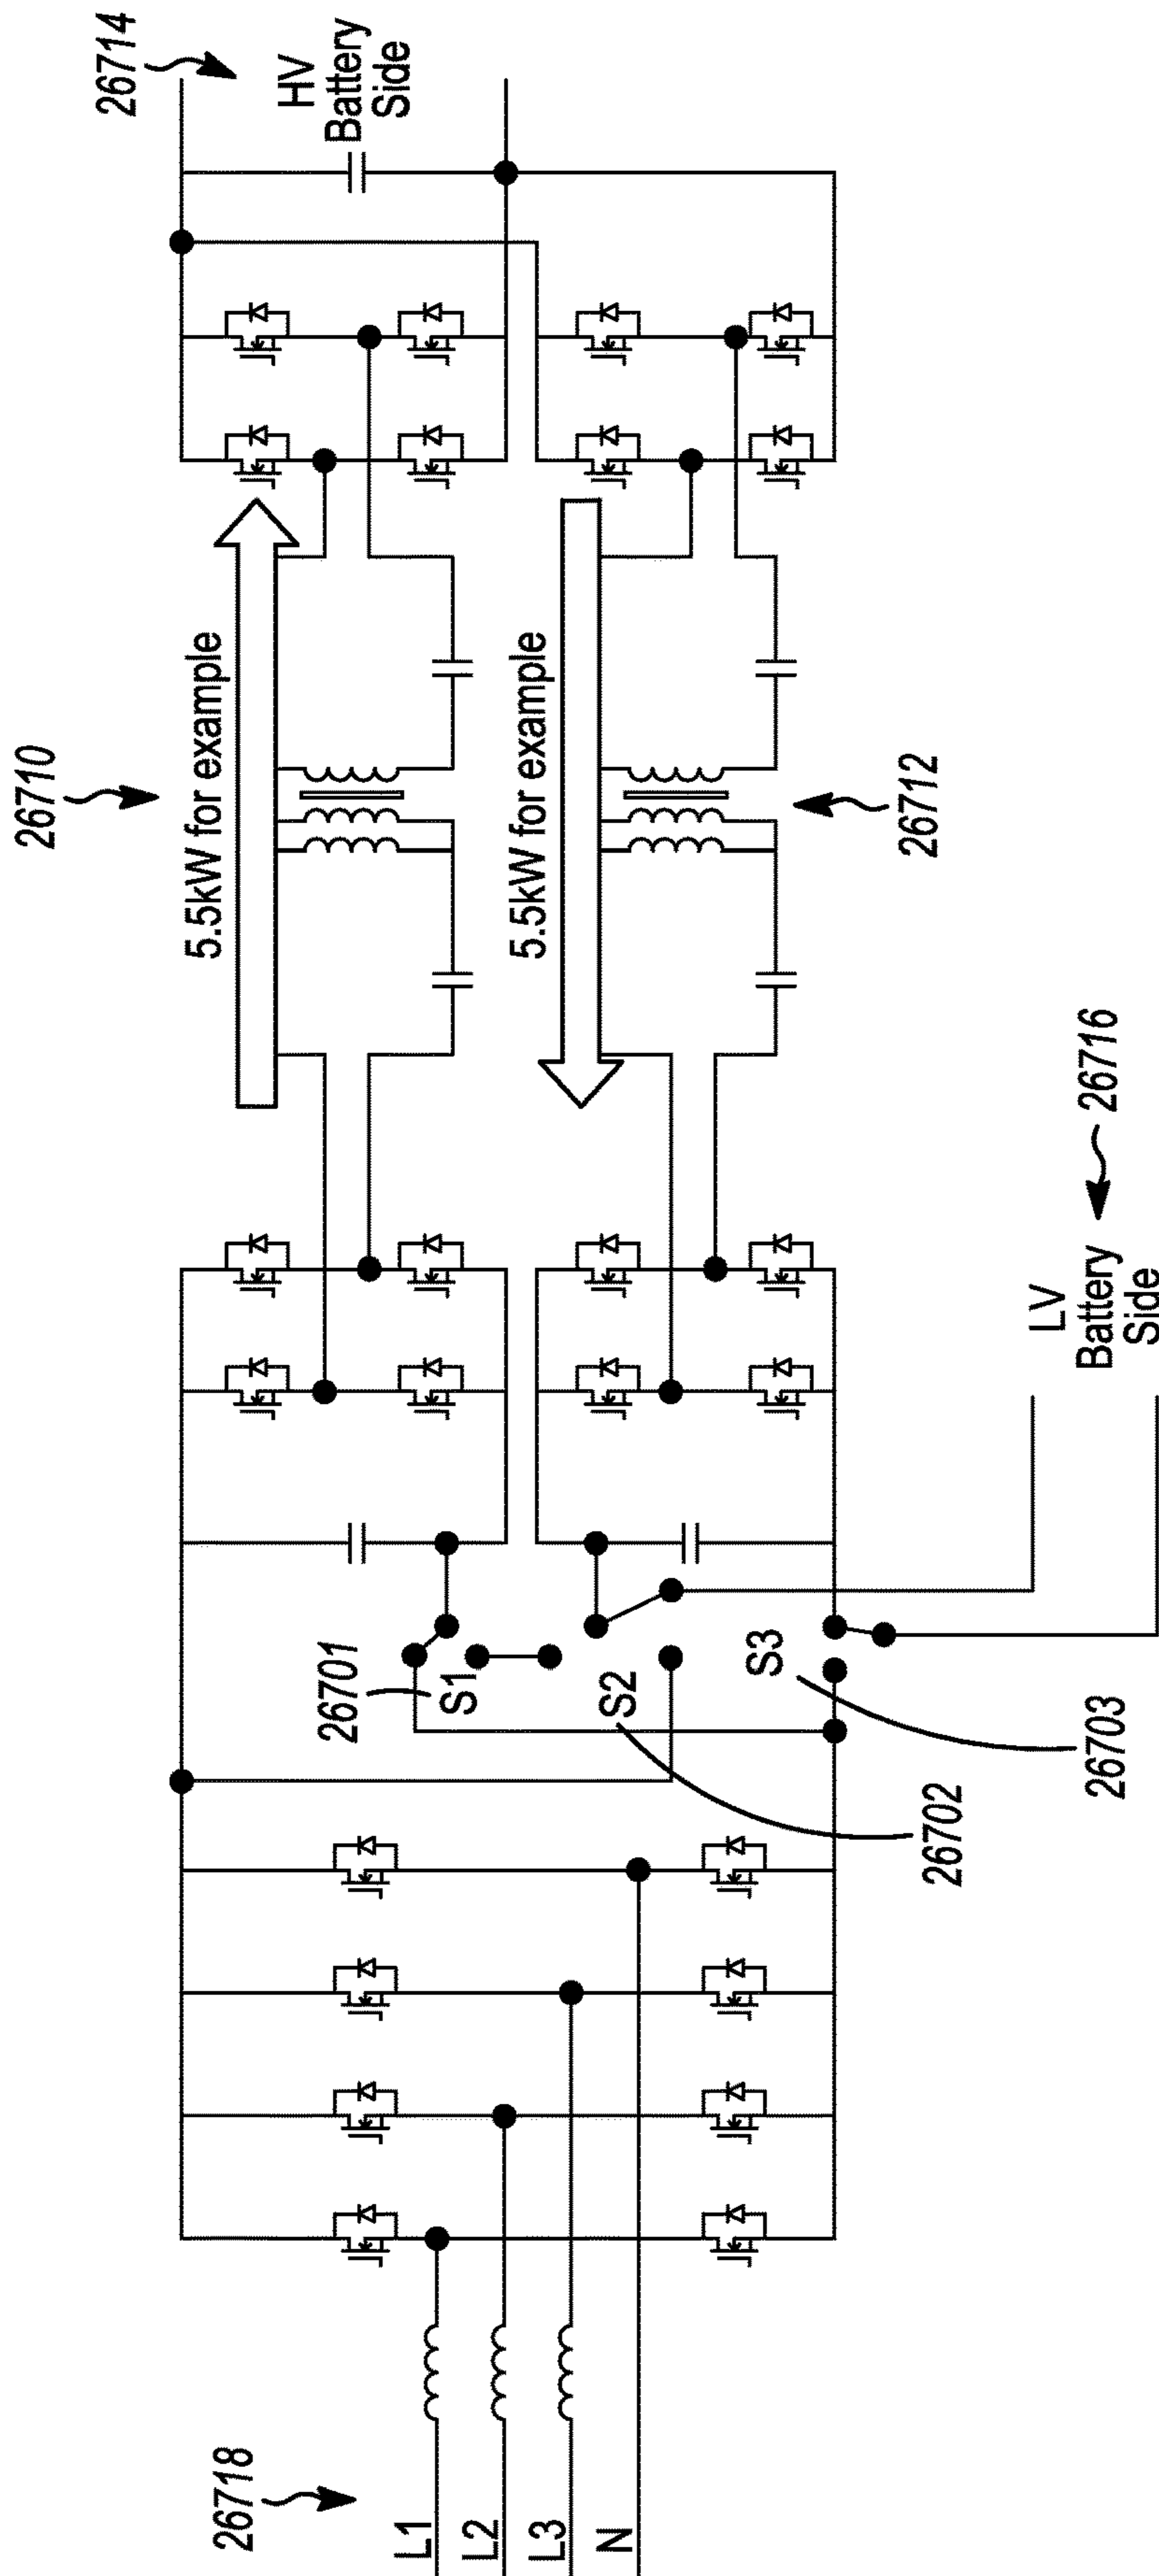 26714
HV
Battery
Side
26710
5.5kW for example
5.5kW for example
26712
26716
LV
Battery
Side
26701
S1
S2
S3
26702
26703
26718
L1
L2
L3
N